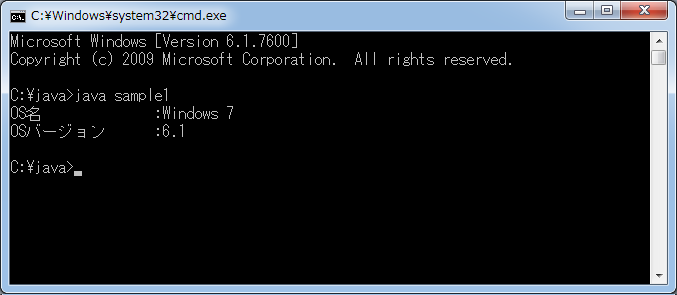 C:¥Windows¥system32¥cmd.exe
Microsoft Windows [Version 6.1.7600]
Copyright (c) 2009 Microsoft Corporation.  All rights reserved.
C:¥java>java sample1
OS名          :Windows 7
OSバージョン     :6.1
C:¥java>